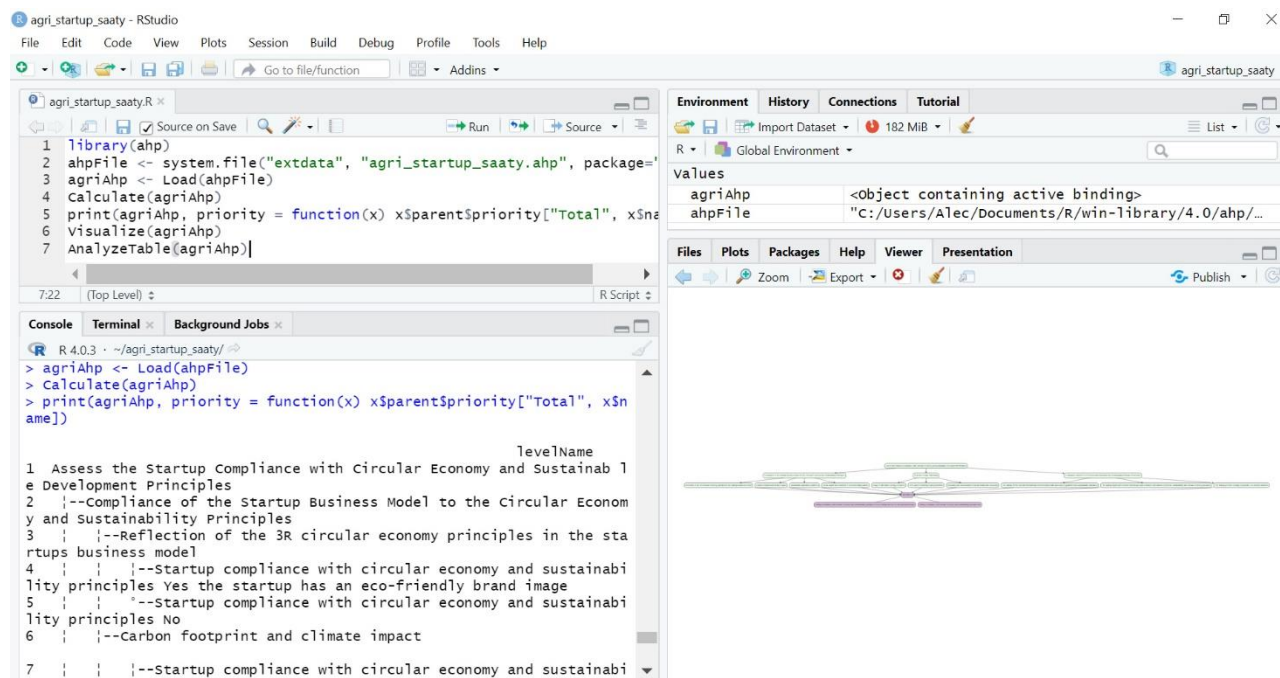 agri_startup_saaty - RStudio
File Edit Code View Plots Session Build Debug Profile Tools Help
Go to file/function Addins agri_startup_saaty
agri_startup_saaty.R
Source on Save Run Source
1 library(ahp)
2 ahpFile <- system.file("extdata", "agri_startup_saaty.ahp", package="
3 agriAhp <- Load(ahpFile)
4 Calculate(agriAhp)
5 print(agriAhp, priority = function(x) x$parent$priority["Total", x$na
6 Visualize(agriAhp)
7 AnalyzeTable(agriAhp)
7:22 (Top Level) R Script
Console Terminal Background Jobs
R 4.0.3 · ~/agri_startup_saaty/
> agriAhp <- Load(ahpFile)
> Calculate(agriAhp)
> print(agriAhp, priority = function(x) x$parent$priority["Total", x$n
ame])
levelName
1 Assess the Startup Compliance with Circular Economy and Sustainab l
e Development Principles
2 ¦--Compliance of the Startup Business Model to the Circular Econom
y and Sustainability Principles
3 ¦ ¦--Reflection of the 3R circular economy principles in the sta
rtups business model
4 ¦ ¦ ¦--Startup compliance with circular economy and sustainabi
lity principles Yes the startup has an eco-friendly brand image
5 ¦ ¦ °--Startup compliance with circular economy and sustainabi
lity principles No
6 ¦ ¦--Carbon footprint and climate impact
7 ¦ ¦ ¦--Startup compliance with circular economy and sustainabi
Environment History Connections Tutorial
Import Dataset 182 MiB List
R Global Environment
Values
agriAhp <Object containing active binding>
ahpFile "C:/Users/Alec/Documents/R/win-library/4.0/ahp/…
Files Plots Packages Help Viewer Presentation
Zoom Export Publish